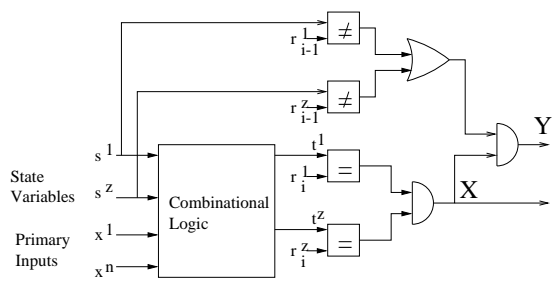 r 1 i-1 ≠
r z i-1 ≠
Y
s 1
t 1
r 1 i =
X
State Variables
s z
Combinational Logic
t z
r z i =
Primary Inputs
x 1
x n